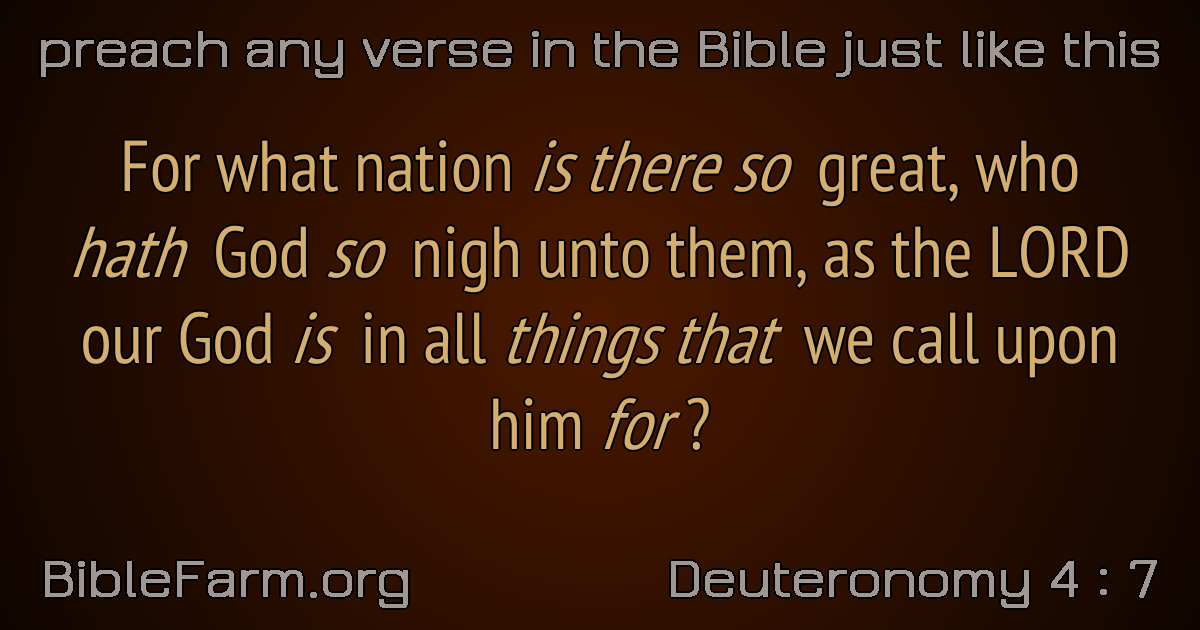 preach any verse in the Bible just like this
For what nation is there so great, who
hath God so nigh unto them, as the LORD
our God is in all things that we call upon
him for?
BibleFarm.org
Deuteronomy 4 : 7